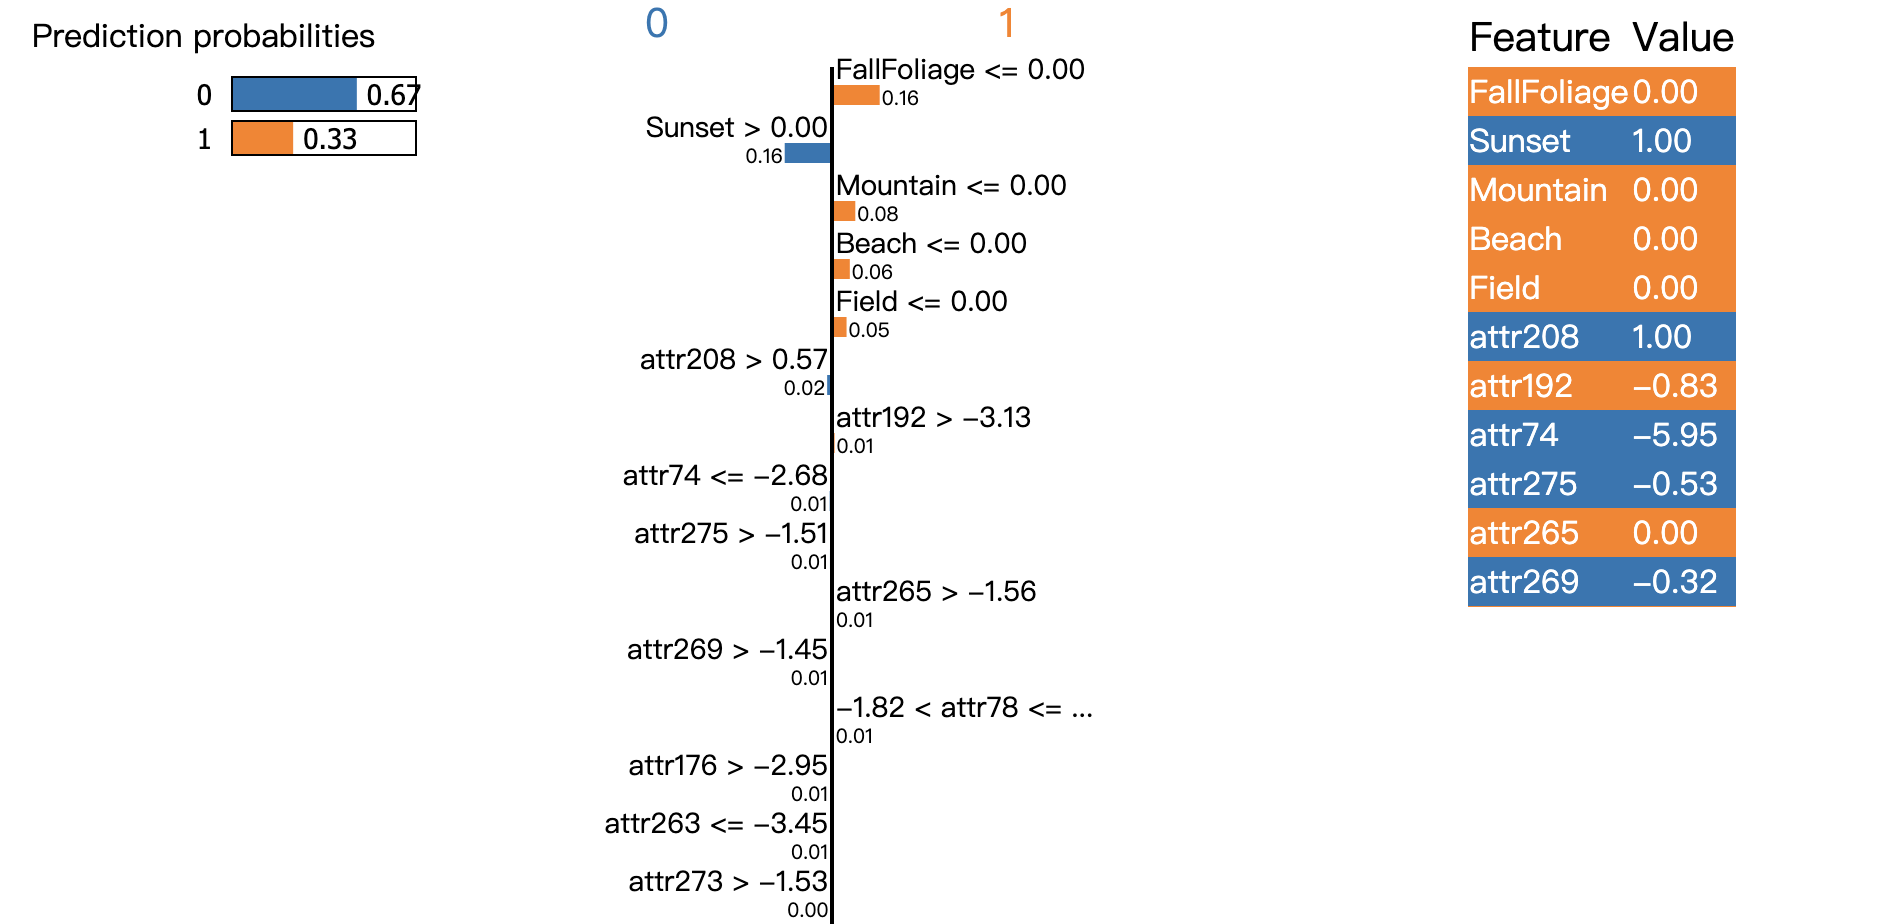 Prediction probabilities
0 0.67
1 0.33
0 1
FallFoliage <= 0.00
0.16
Sunset > 0.00
0.16
Mountain <= 0.00
0.08
Beach <= 0.00
0.06
Field <= 0.00
0.05
attr208 > 0.57
0.02
attr192 > −3.13
0.01
attr74 <= −2.68
0.01
attr275 > −1.51
0.01
attr265 > −1.56
0.01
attr269 > −1.45
0.01
−1.82 < attr78 <= ...
0.01
attr176 > −2.95
0.01
attr263 <= −3.45
0.01
attr273 > −1.53
0.00
Feature Value
FallFoliage 0.00
Sunset 1.00
Mountain 0.00
Beach 0.00
Field 0.00
attr208 1.00
attr192 −0.83
attr74 −5.95
attr275 −0.53
attr265 0.00
attr269 −0.32